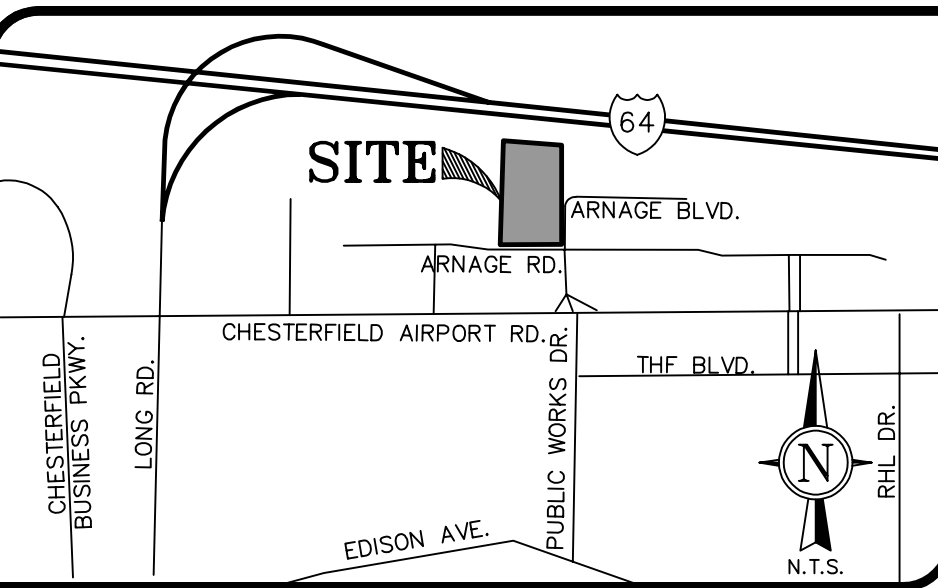 64
SITE
ARNAGE BLVD.
ARNAGE RD.
CHESTERFIELD AIRPORT RD.
THF BLVD.
CHESTERFIELD
BUSINESS PKWY.
LONG RD.
PUBLIC WORKS DR.
RHL DR.
N
EDISON AVE.
N.T.S.